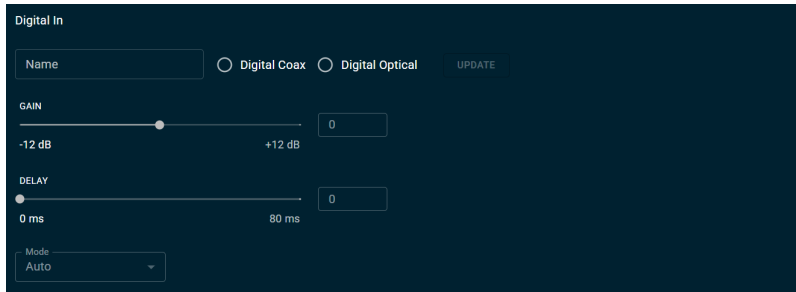 Digital In
Name Digital Coax Digital Optical UPDATE
GAIN
0
-12 dB +12 dB
DELAY
0
0 ms 80 ms
Mode
Auto